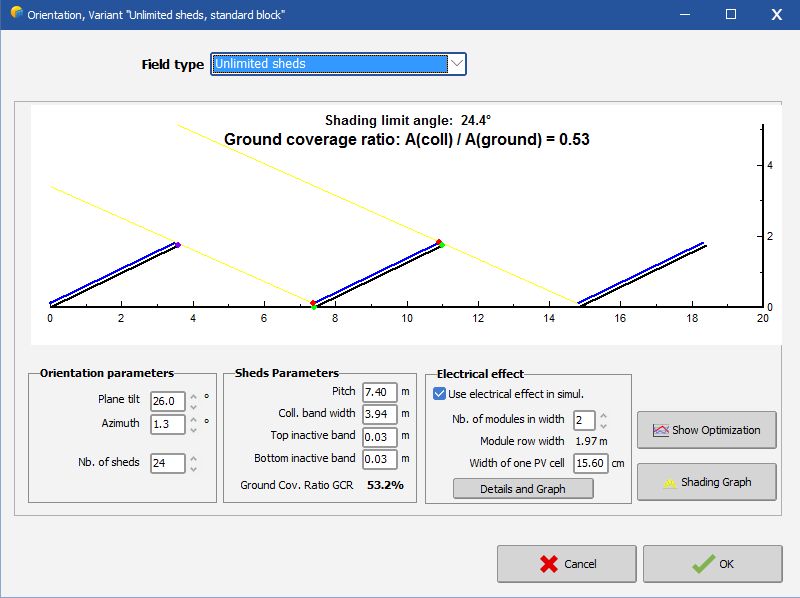 Orientation, Variant "Unlimited sheds, standard block"
Field type Unlimited sheds
Shading limit angle: 24.4°
Ground coverage ratio: A(coll) / A(ground) = 0.53
4
2
0
0 2 4 6 8 10 12 14 16 18 20
Orientation parameters
Plane tilt 26.0 °
Azimuth 1.3 °
Nb. of sheds 24
Sheds Parameters
Pitch 7.40 m
Coll. band width 3.94 m
Top inactive band 0.03 m
Bottom inactive band 0.03 m
Ground Cov. Ratio GCR 53.2%
Electrical effect
Use electrical effect in simul.
Nb. of modules in width 2
Module row width 1.97 m
Width of one PV cell 15.60 cm
Details and Graph
Show Optimization
Shading Graph
Cancel
OK